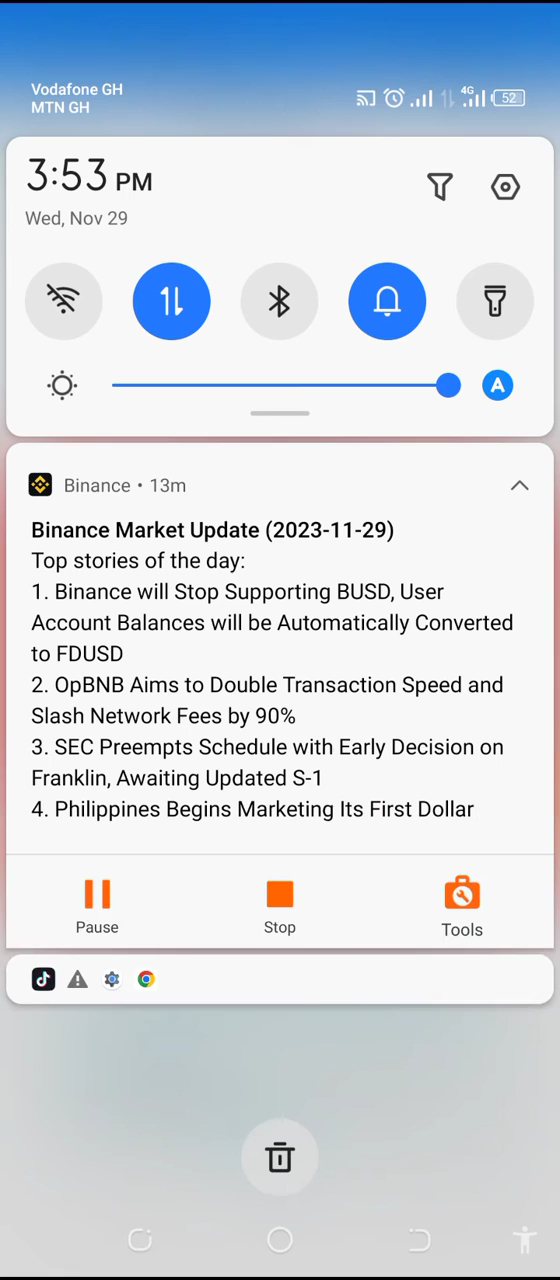 Vodafone GH
MTN GH
4G
52
3:53 PM
Wed, Nov 29
A
Binance • 13m
Binance Market Update (2023-11-29)
Top stories of the day:
1. Binance will Stop Supporting BUSD, User
Account Balances will be Automatically Converted
to FDUSD
2. OpBNB Aims to Double Transaction Speed and
Slash Network Fees by 90%
3. SEC Preempts Schedule with Early Decision on
Franklin, Awaiting Updated S-1
4. Philippines Begins Marketing Its First Dollar
Pause
Stop
Tools